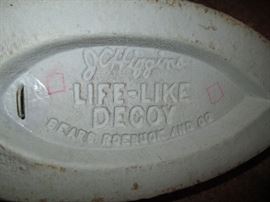 J.C. Higgins
LIFE-LIKE
DECOY
SEARS ROEBUCK AND CO.